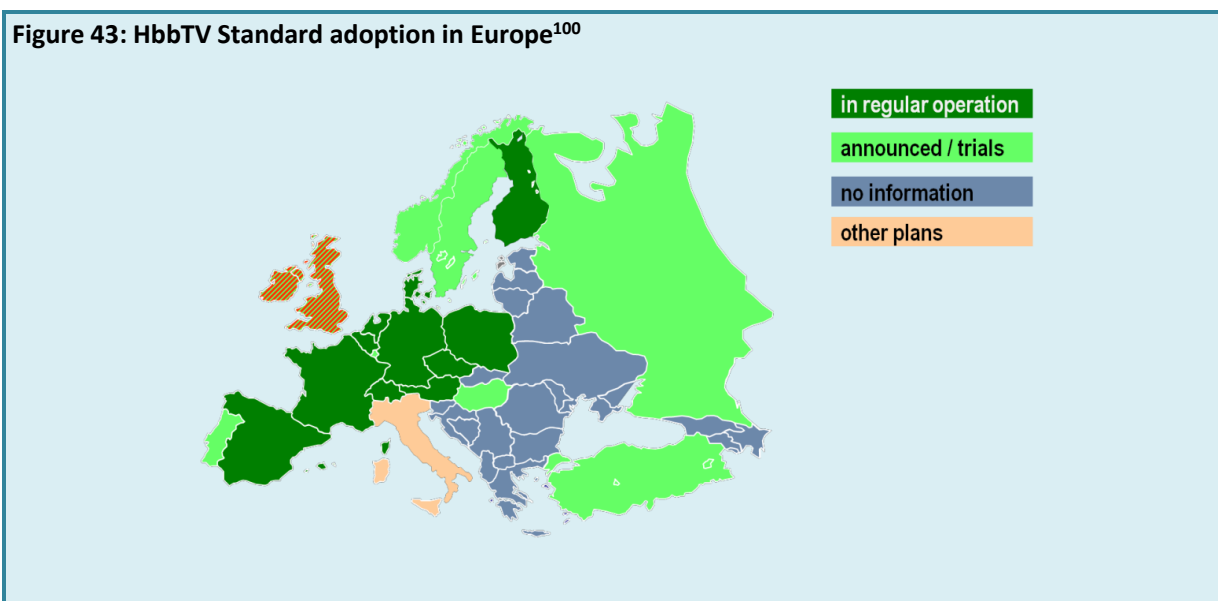 Figure 43: HbbTV Standard adoption in Europe100
in regular operation
announced / trials
no information
other plans